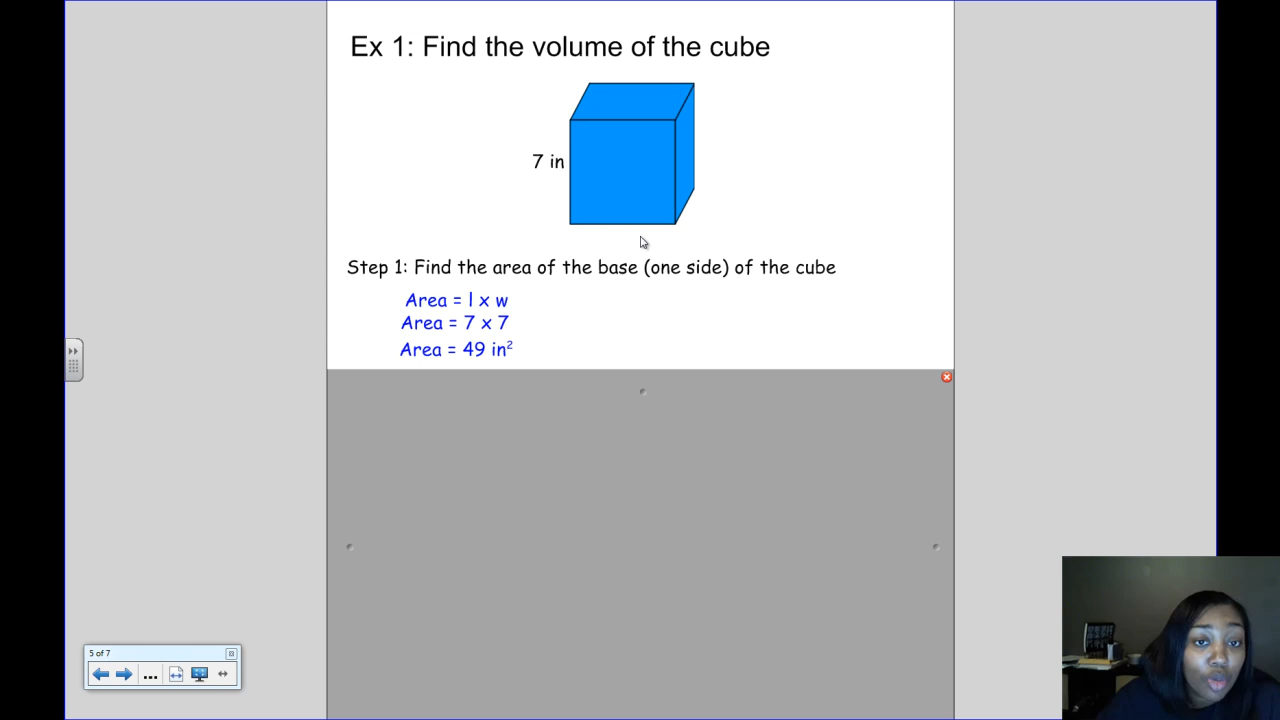 Ex 1: Find the volume of the cube
7 in
Step 1: Find the area of the base (one side) of the cube
Area = l x w
Area = 7 x 7
Area = 49 in²
5 of 7